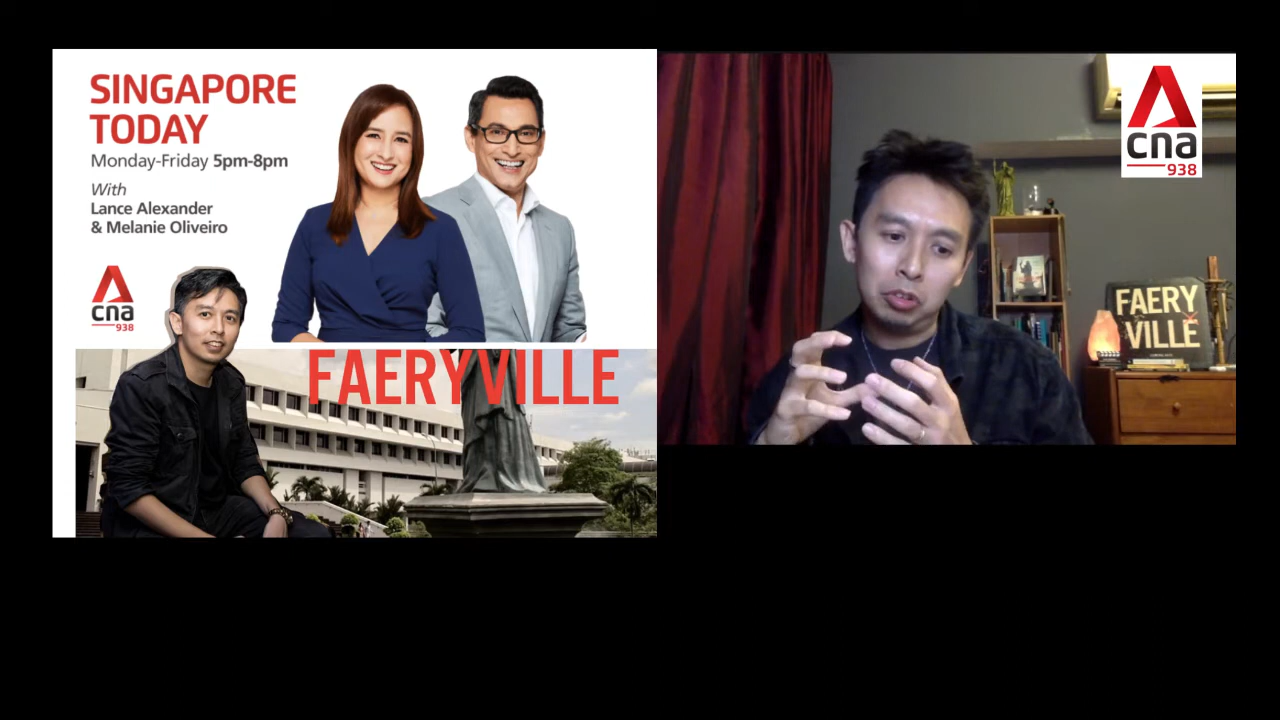 SINGAPORE
TODAY
Monday-Friday 5pm-8pm
With
Lance Alexander
& Melanie Oliveiro
cna
938
FAERYVILLE
cna
938
FAERY
VILLE